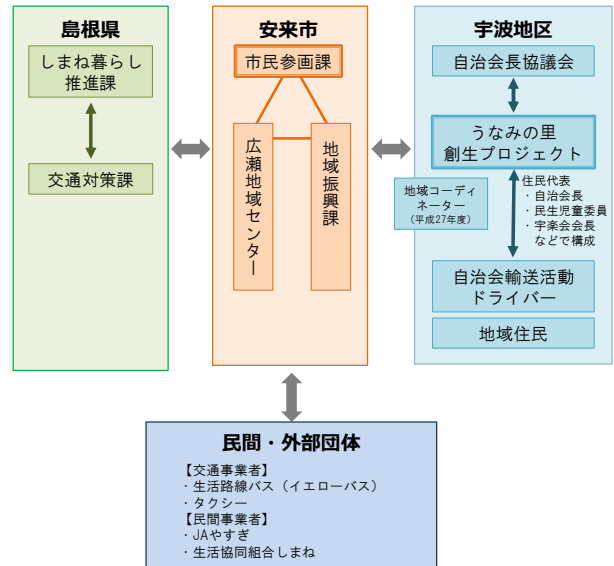 島根県
しまね暮らし
推進課
交通対策課
安来市
市民参画課
広瀬地域センター
地域振興課
宇波地区
自治会長協議会
うなみの里
創生プロジェクト
地域コーディ
ネーター
（平成27年度）
住民代表
・自治会長
・民生児童委員
・宇楽会会長
などで構成
自治会輸送活動
ドライバー
地域住民
民間・外部団体
【交通事業者】
・生活路線バス（イエローバス）
・タクシー
【民間事業者】
・JAやすぎ
・生活協同組合しまね